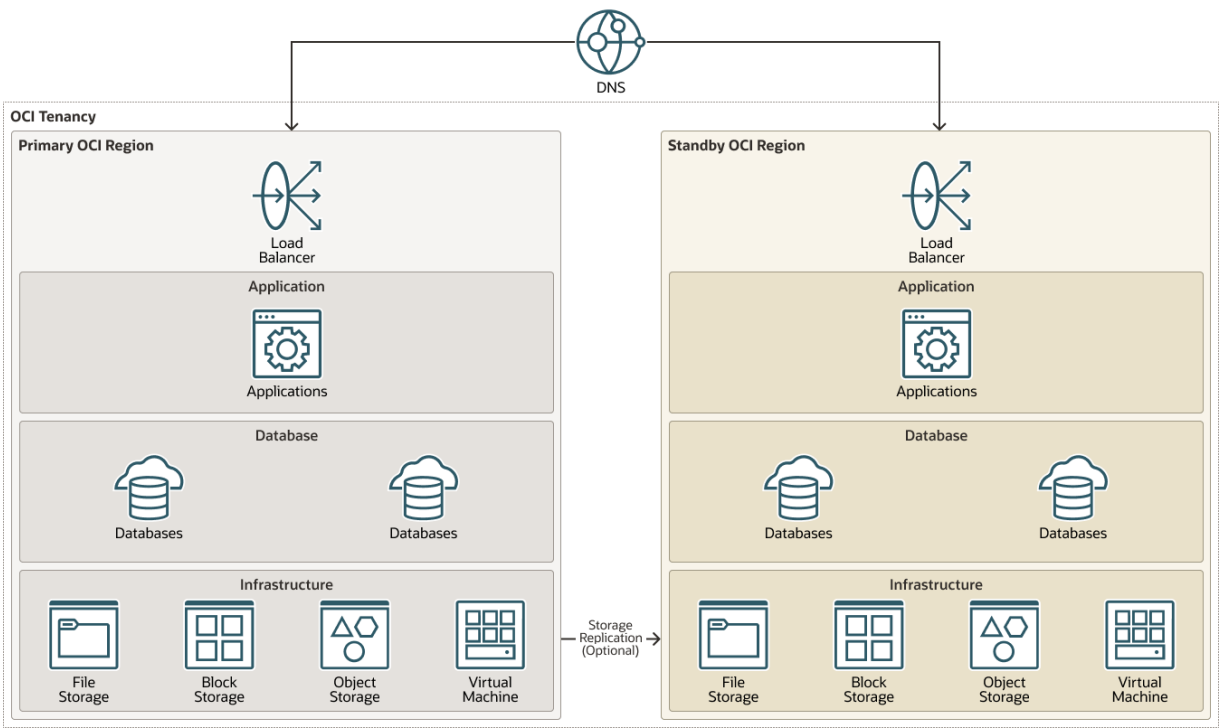 DNS
OCI Tenancy
Primary OCI Region
Load
Balancer
Application
Applications
Database
Databases
Databases
Infrastructure
File
Storage
Block
Storage
Object
Storage
Virtual
Machine
Storage
Replication
(Optional)
Standby OCI Region
Load
Balancer
Application
Applications
Database
Databases
Databases
Infrastructure
File
Storage
Block
Storage
Object
Storage
Virtual
Machine